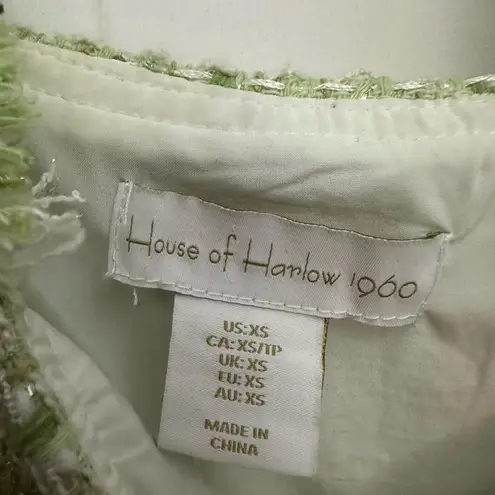 House of Harlow 1960
US: XS
CA: XS/TP
UK: XS
EU: XS
AU: XS
MADE IN
CHINA